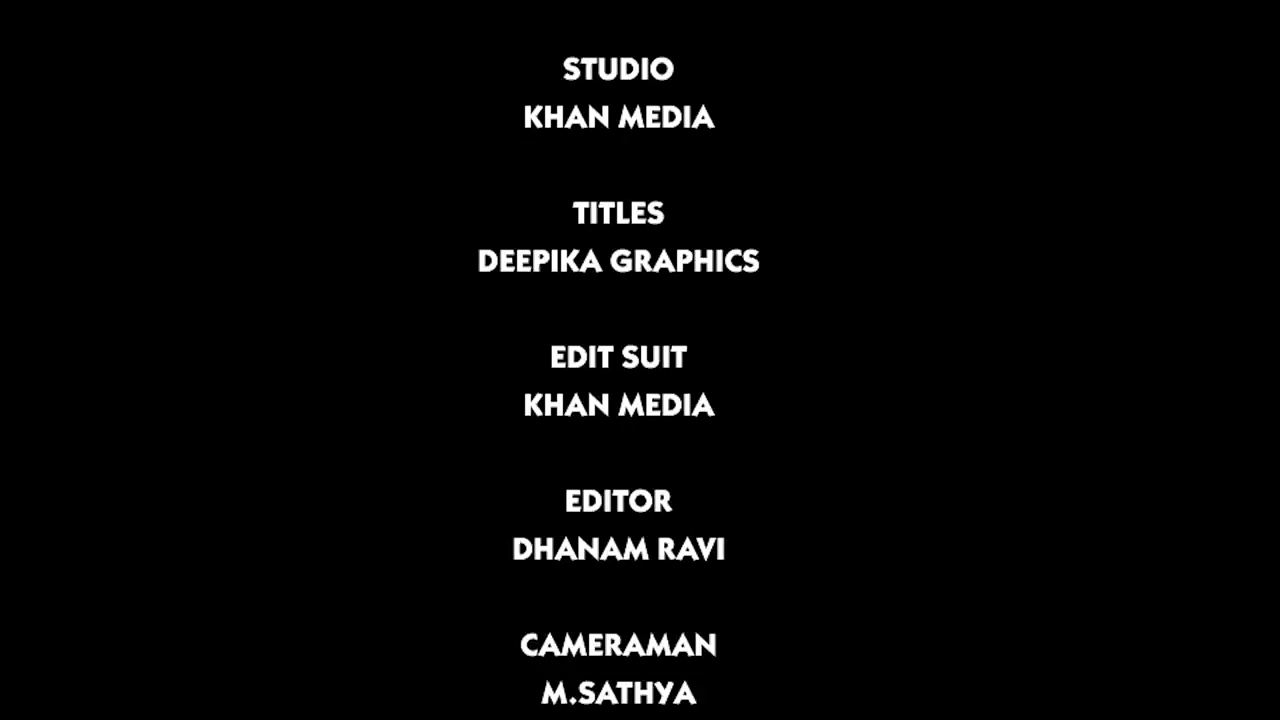 STUDIO
KHAN MEDIA
TITLES
DEEPIKA GRAPHICS
EDIT SUIT
KHAN MEDIA
EDITOR
DHANAM RAVI
CAMERAMAN
M.SATHYA